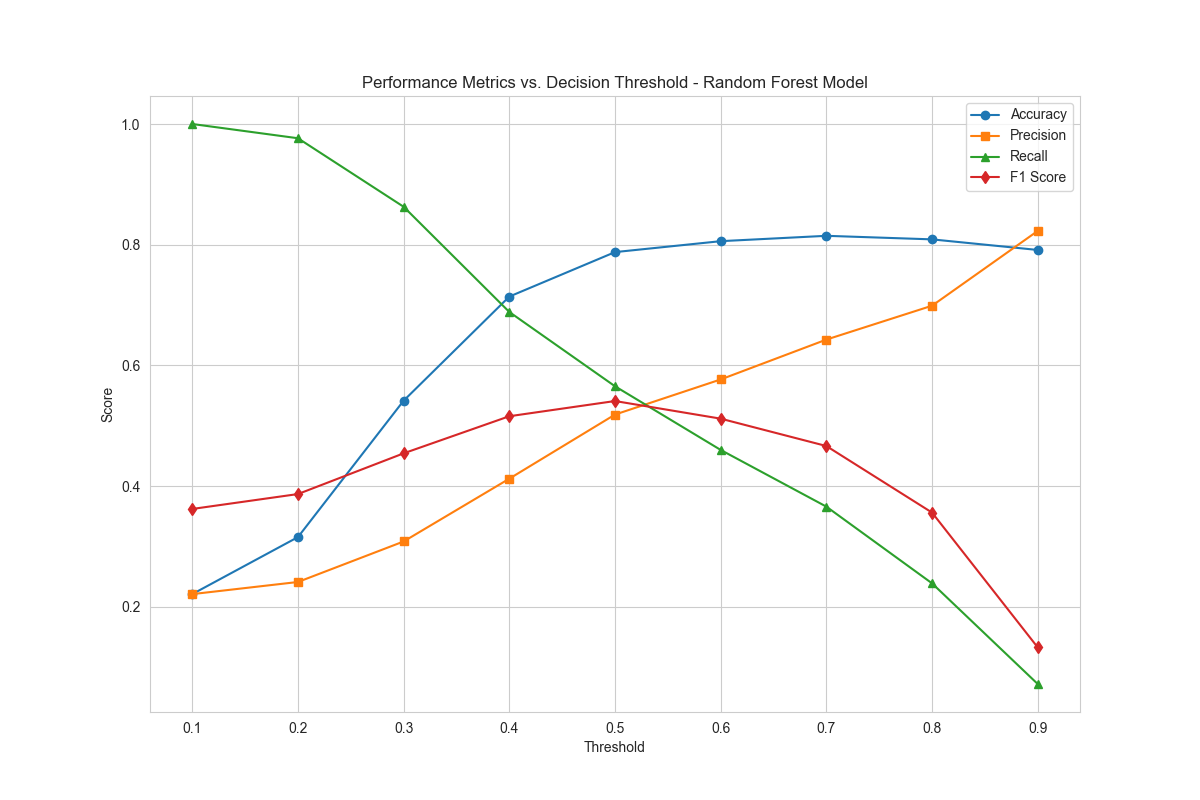 Performance Metrics vs. Decision Threshold - Random Forest Model
Accuracy
Precision
Recall
F1 Score
1.0
0.8
0.6
0.4
0.2
Score
0.1 0.2 0.3 0.4 0.5 0.6 0.7 0.8 0.9
Threshold